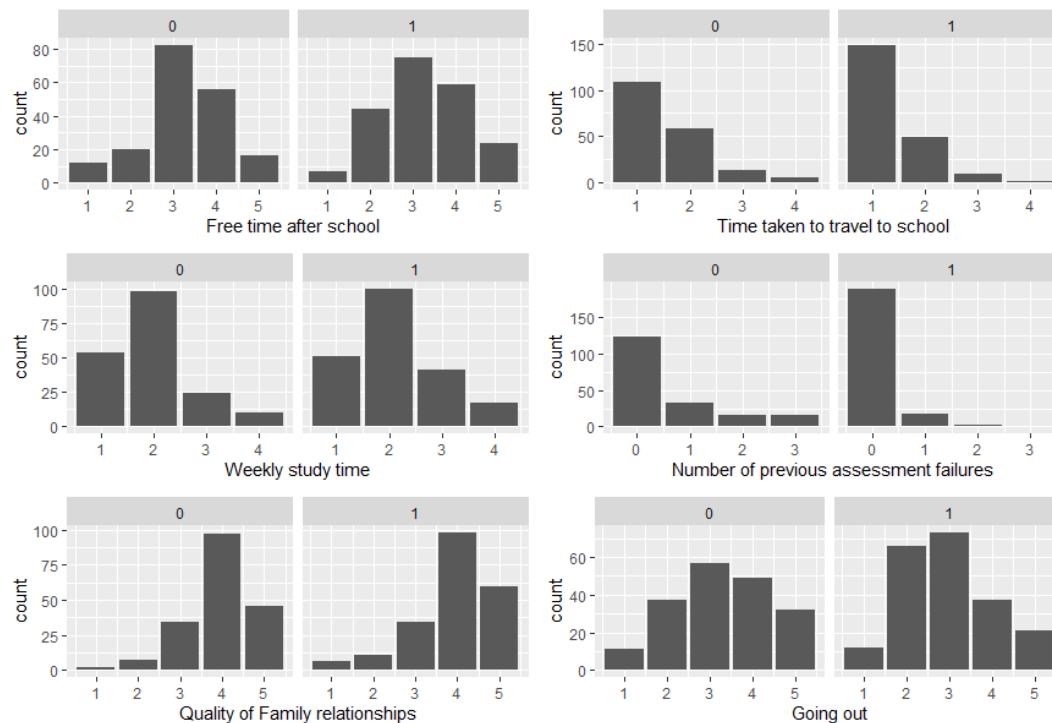 0 1
count
80
60
40
20
0
1 2 3 4 5 1 2 3 4 5
Free time after school
0 1
count
150
100
50
0
1 2 3 4 1 2 3 4
Time taken to travel to school
0 1
count
100
75
50
25
0
1 2 3 4 1 2 3 4
Weekly study time
0 1
count
150
100
50
0
0 1 2 3 0 1 2 3
Number of previous assessment failures
0 1
count
100
75
50
25
0
1 2 3 4 5 1 2 3 4 5
Quality of Family relationships
0 1
count
60
40
20
0
1 2 3 4 5 1 2 3 4 5
Going out